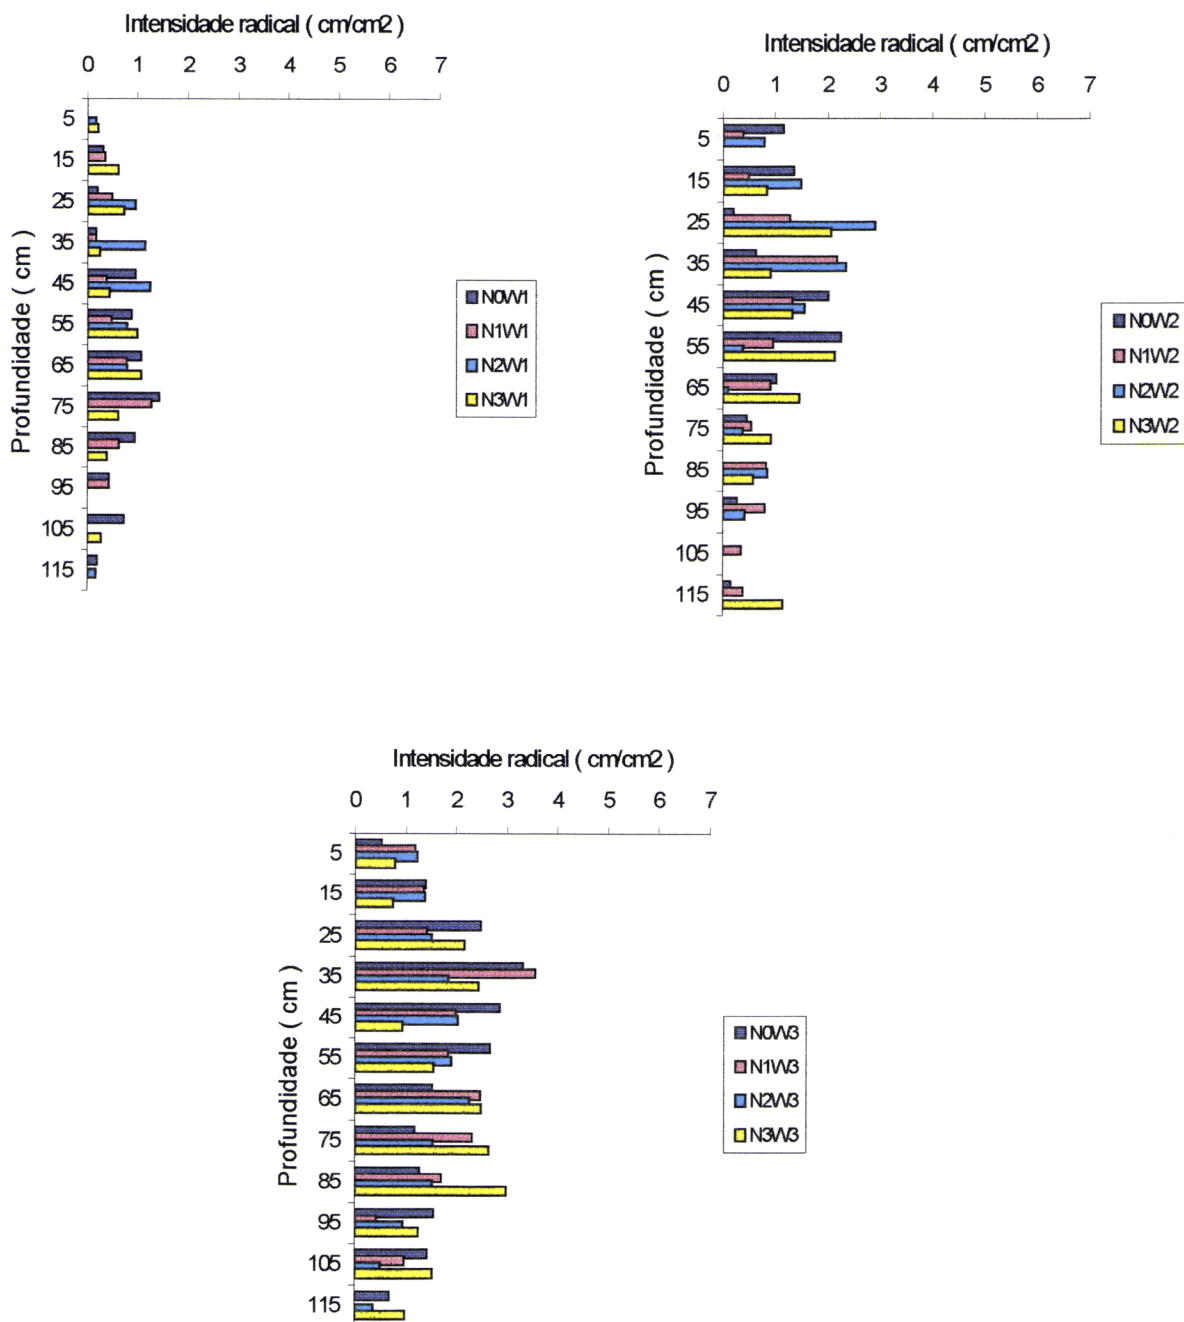 Intensidade radical ( cm/cm2 )
0 1 2 3 4 5 6 7
Profundidade ( cm )
5
15
25
35
45
55
65
75
85
95
105
115
N0W1
N1W1
N2W1
N3W1
Intensidade radical ( cm/cm2 )
0 1 2 3 4 5 6 7
Profundidade ( cm )
5
15
25
35
45
55
65
75
85
95
105
115
N0W2
N1W2
N2W2
N3W2
Intensidade radical ( cm/cm2 )
0 1 2 3 4 5 6 7
Profundidade ( cm )
5
15
25
35
45
55
65
75
85
95
105
115
N0W3
N1W3
N2W3
N3W3